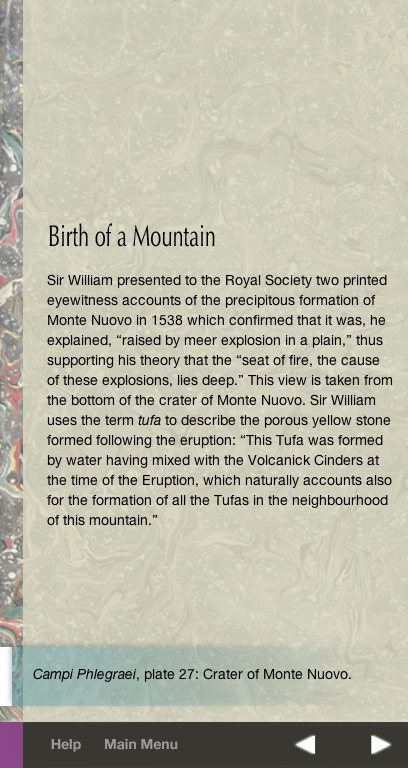 Birth of a Mountain
Sir William presented to the Royal Society two printed
eyewitness accounts of the precipitous formation of
Monte Nuovo in 1538 which confirmed that it was, he
explained, “raised by meer explosion in a plain,” thus
supporting his theory that the “seat of fire, the cause
of these explosions, lies deep.” This view is taken from
the bottom of the crater of Monte Nuovo. Sir William
uses the term tufa to describe the porous yellow stone
formed following the eruption: “This Tufa was formed
by water having mixed with the Volcanick Cinders at
the time of the Eruption, which naturally accounts also
for the formation of all the Tufas in the neighbourhood
of this mountain.”
Campi Phlegraei, plate 27: Crater of Monte Nuovo.
Help Main Menu